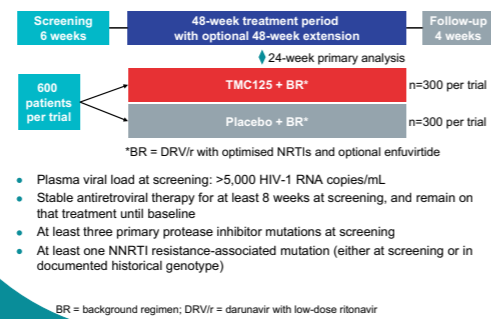 Screening
6 weeks
48-week treatment period
with optional 48-week extension
Follow-up
4 weeks
24-week primary analysis
600
patients
per trial
TMC125 + BR*
n=300 per trial
Placebo + BR*
n=300 per trial
*BR = DRV/r with optimised NRTIs and optional enfuvirtide
• Plasma viral load at screening: >5,000 HIV-1 RNA copies/mL
• Stable antiretroviral therapy for at least 8 weeks at screening, and remain on
that treatment until baseline
• At least three primary protease inhibitor mutations at screening
• At least one NNRTI resistance-associated mutation (either at screening or in
documented historical genotype)
BR = background regimen; DRV/r = darunavir with low-dose ritonavir